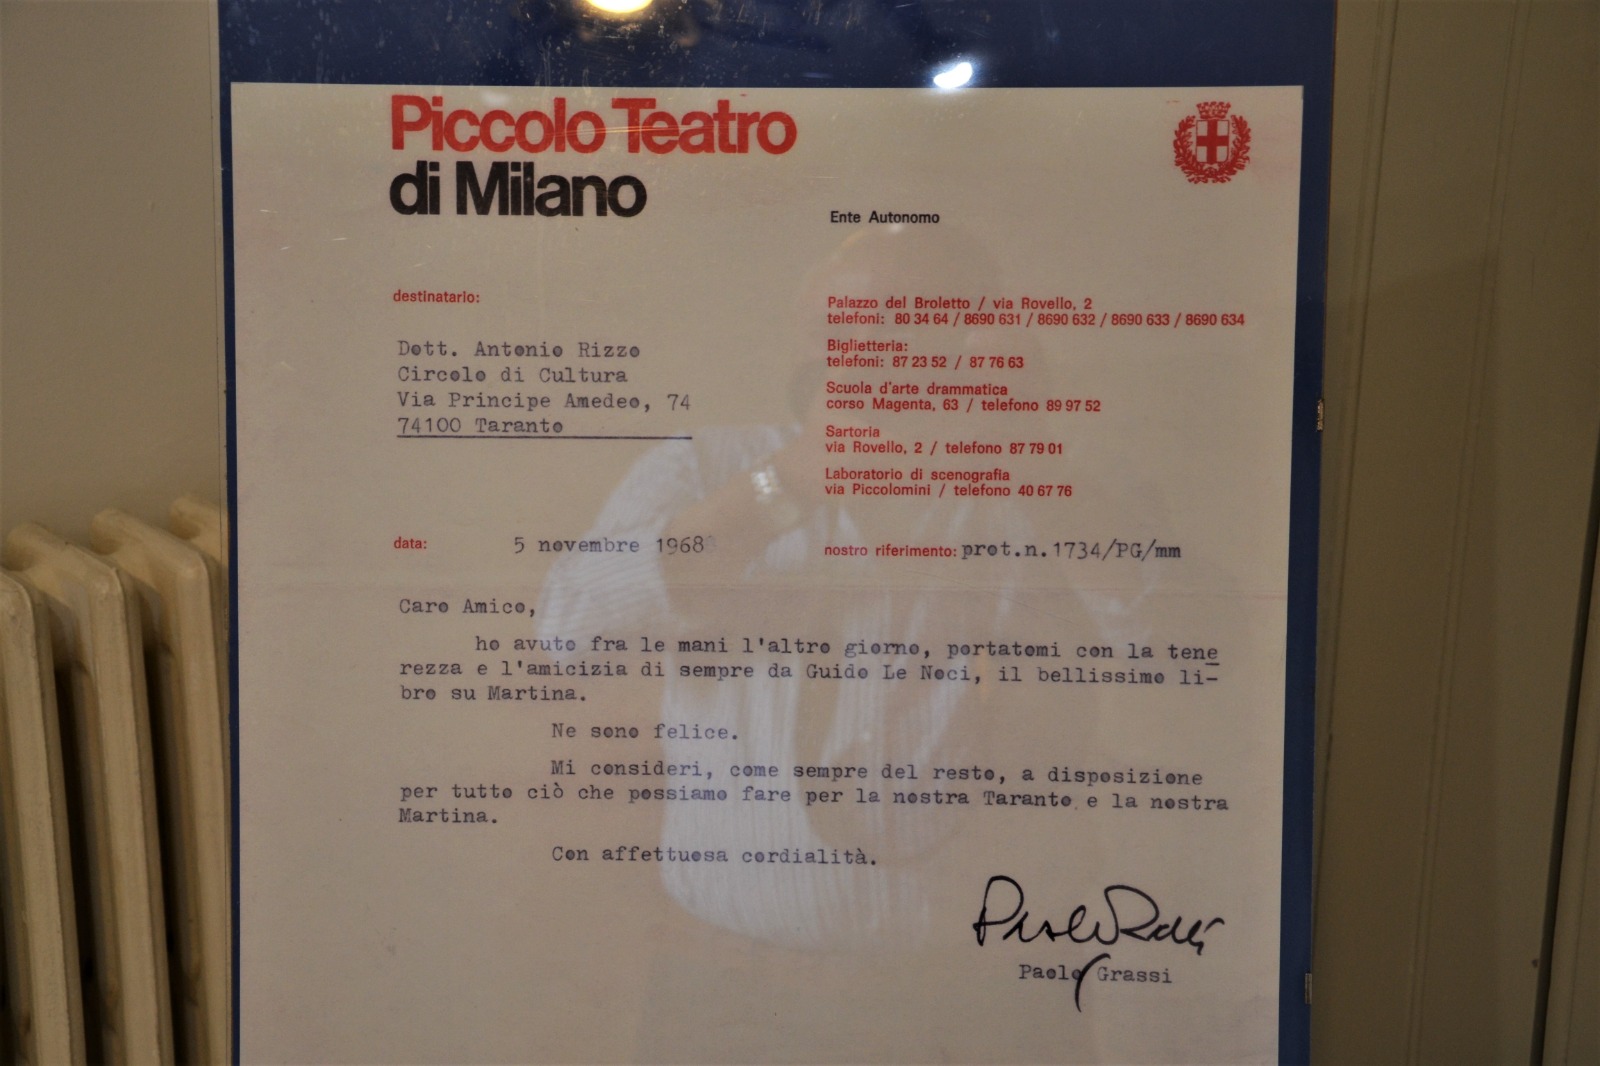 Piccolo Teatro
di Milano
Ente Autonomo
destinatario:
Dott. Antonio Rizzo
Circolo di Cultura
Via Principe Amedeo, 74
74100 Taranto
Palazzo del Broletto / via Rovello, 2
telefoni: 80 34 64 / 8690 631 / 8690 632 / 8690 633 / 8690 634
Biglietteria:
telefoni: 87 23 52 / 87 76 63
Scuola d'arte drammatica
corso Magenta, 63 / telefono 89 97 52
Sartoria
via Rovello, 2 / telefono 87 79 01
Laboratorio di scenografia
via Piccolomini / telefono 40 67 76
data: 5 novembre 1968
nostro riferimento: prot.n. 1734/PG/mm
Caro Amico,
ho avuto fra le mani l'altro giorno, portatomi con la tene
rezza e l'amicizia di sempre da Guido Le Noci, il bellissimo li-
bro su Martina.
Ne sono felice.
Mi consideri, come sempre del resto, a disposizione
per tutto ciò che possiamo fare per la nostra Taranto e la nostra
Martina.
Con affettuosa cordialità.
Paolo Grassi
Paolo Grassi